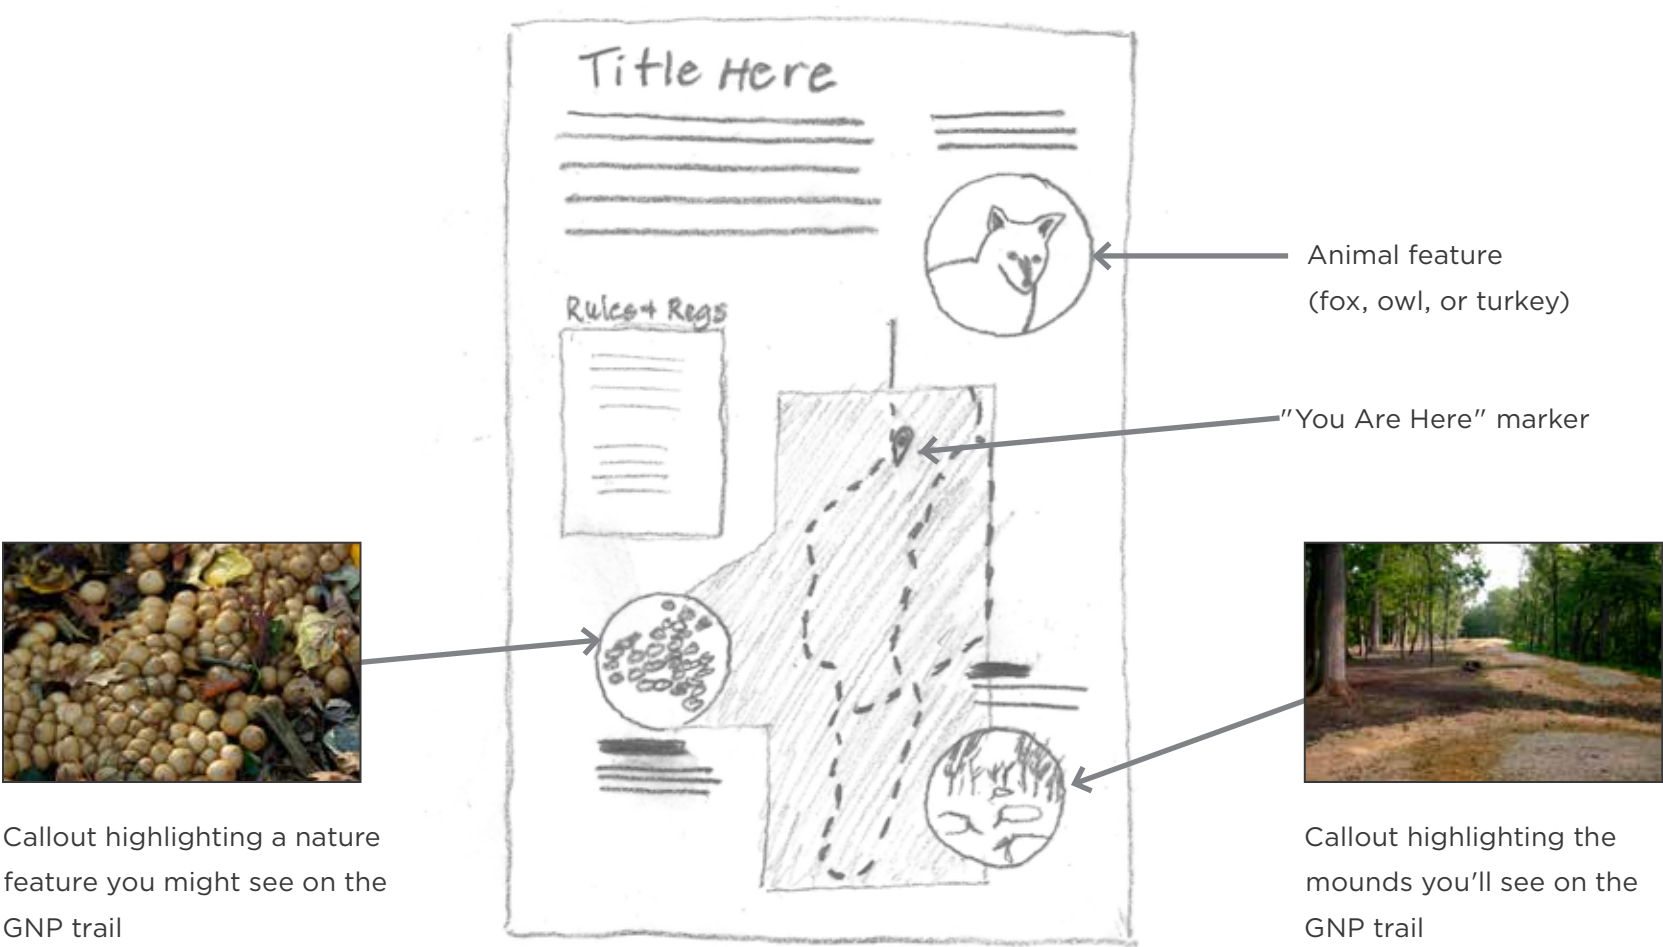 Title Here
Rules + Regs
Animal feature
(fox, owl, or turkey)
"You Are Here" marker
Callout highlighting a nature
feature you might see on the
GNP trail
Callout highlighting the
mounds you'll see on the
GNP trail